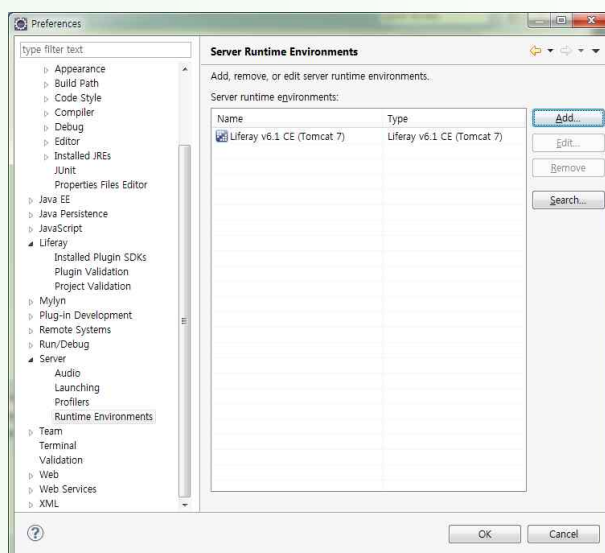 Preferences
type filter text
Appearance
Build Path
Code Style
Compiler
Debug
Editor
Installed JREs
JUnit
Properties Files Editor
Java EE
Java Persistence
JavaScript
Liferay
Installed Plugin SDKs
Plugin Validation
Project Validation
Mylyn
Plug-in Development
Remote Systems
Run/Debug
Server
Audio
Launching
Profilers
Runtime Environments
Team
Terminal
Validation
Web
Web Services
XML
Server Runtime Environments
Add, remove, or edit server runtime environments.
Server runtime environments:
Name Type
Liferay v6.1 CE (Tomcat 7) Liferay v6.1 CE (Tomcat 7)
Add...
Edit...
Remove
Search...
OK Cancel